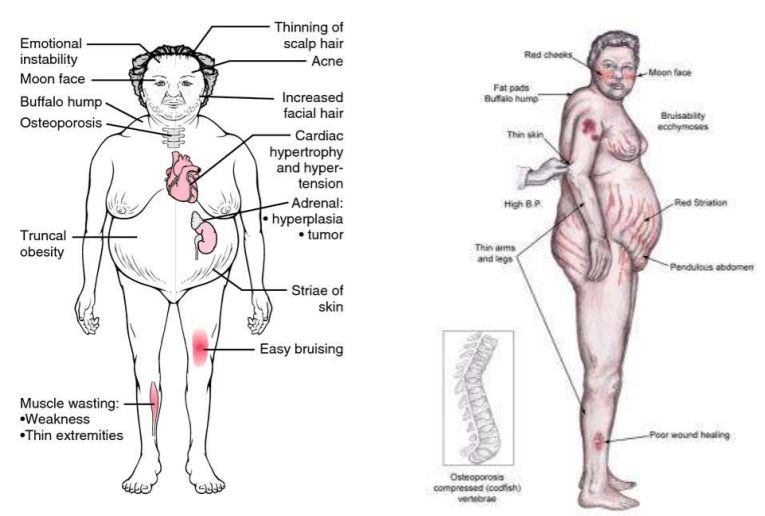 Emotional
instability
Moon face
Buffalo hump
Osteoporosis
Truncal
obesity
Muscle wasting:
•Weakness
•Thin extremities
Thinning of
scalp hair
Acne
Increased
facial hair
Cardiac
hypertrophy
and hyper-
tension
Adrenal:
• hyperplasia
• tumor
Striae of
skin
Easy bruising
Red cheeks
Moon face
Fat pads
Buffalo hump
Bruisability
ecchymoses
Thin skin
High B.P.
Red Striation
Thin arms
and legs
Pendulous abdomen
Poor wound healing
Osteoporosis
compressed (codfish)
vertebrae